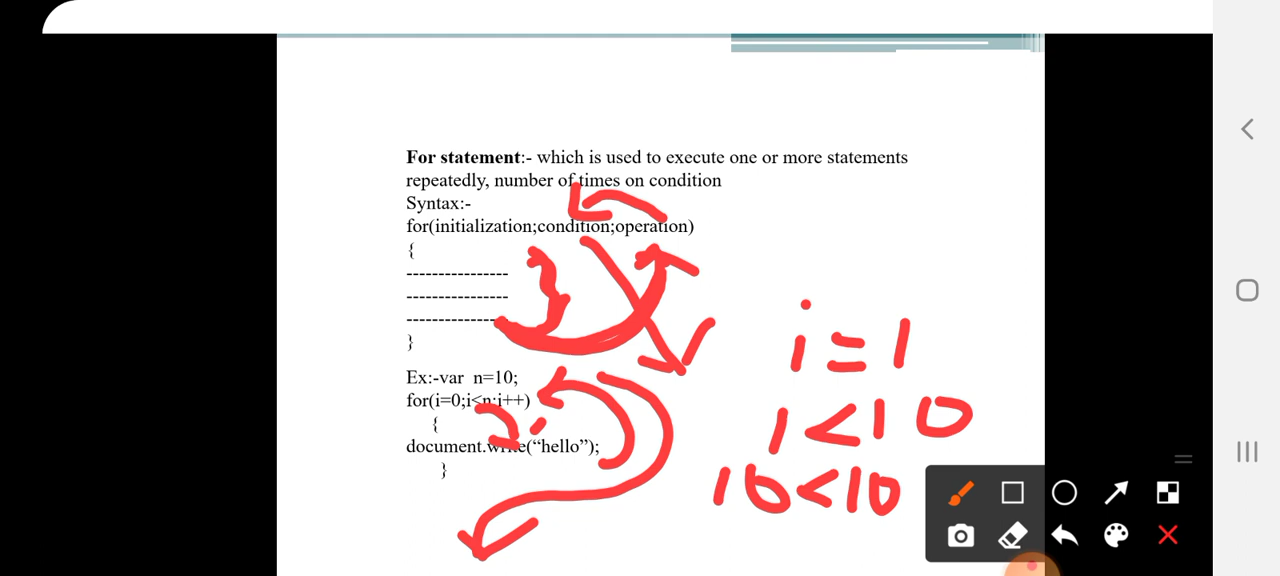 For statement:- which is used to execute one or more statements
repeatedly, number of times on condition
Syntax:-
for(initialization;condition;operation)
{
----------------
----------------
----------------
}
Ex:-var n=10;
for(i=0;i<n;i++)
{
document.write("hello");
}
i = 1
1 < 10
10 < 10